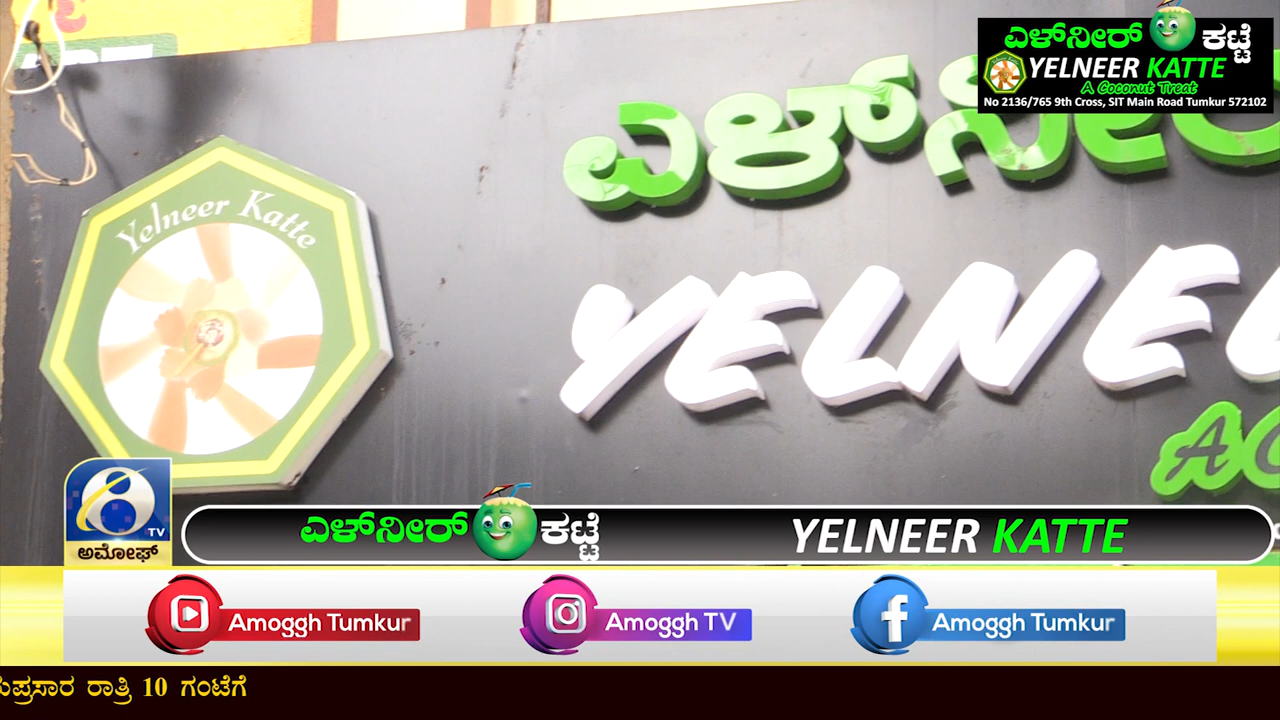 ಎಳ್‌ನೀರ್ ಕಟ್ಟೆ
YELNEER KATTE
A Coconut Treat
No 2136/765 9th Cross, SIT Main Road Tumkur 572102
Yelneer Katte
ಎಳ್‌ನೀರ
YELNE
A
TV
ಅಮೋಘ್
ಎಳ್‌ನೀರ್ ಕಟ್ಟೆ
YELNEER KATTE
Amoggh Tumkur
Amoggh TV
Amoggh Tumkur
ಪ್ರಸಾರ ರಾತ್ರಿ 10 ಗಂಟೆಗೆ